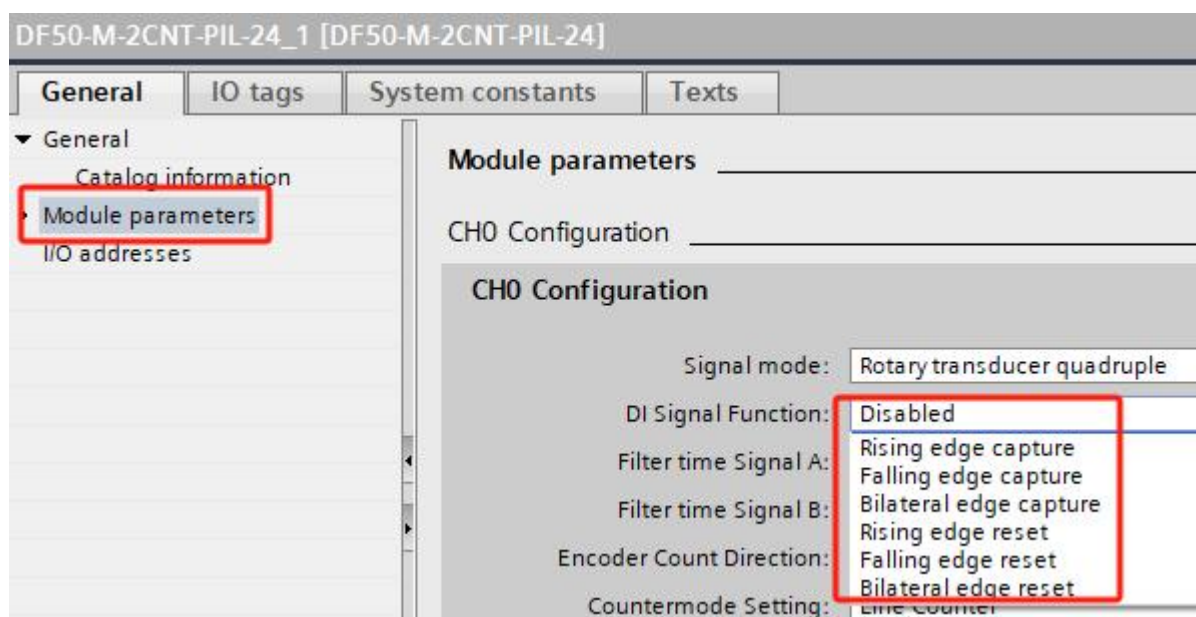 DF50-M-2CNT-PIL-24_1 [DF50-M-2CNT-PIL-24]
General
IO tags
System constants
Texts
General
Catalog information
Module parameters
I/O addresses
Module parameters
CH0 Configuration
CH0 Configuration
Signal mode: Rotary transducer quadruple
DI Signal Function: Disabled
Rising edge capture
Filter time Signal A:
Falling edge capture
Bilateral edge capture
Filter time Signal B:
Rising edge reset
Encoder Count Direction:
Falling edge reset
Bilateral edge reset
Countermode Setting: Line Counter